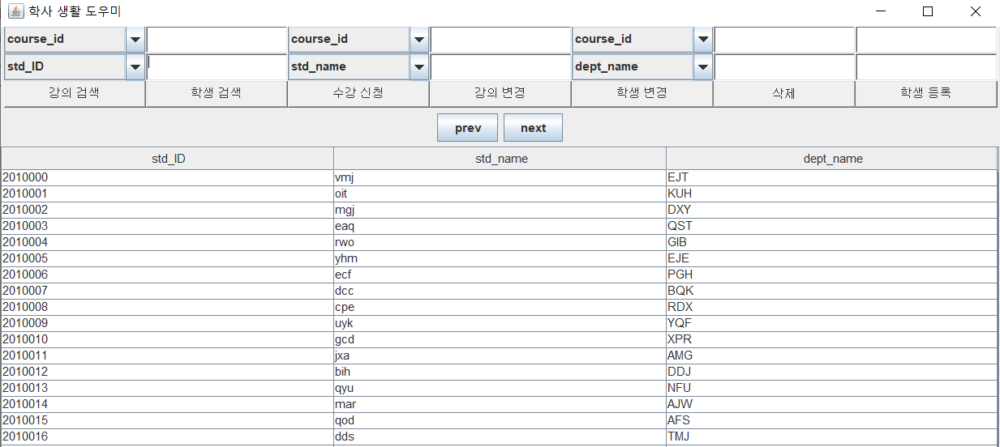 학사 생활 도우미
course_id course_id course_id
std_ID std_name dept_name
강의 검색 학생 검색 수강 신청 강의 변경 학생 변경 삭제 학생 등록
prev next
std_ID std_name dept_name
2010000 vmj EJT
2010001 oit KUH
2010002 mgj DXY
2010003 eaq QST
2010004 rwo GIB
2010005 yhm EJE
2010006 ecf PGH
2010007 dcc BQK
2010008 cpe RDX
2010009 uyk YQF
2010010 gcd XPR
2010011 jxa AMG
2010012 bih DDJ
2010013 qyu NFU
2010014 mar AJW
2010015 qod AFS
2010016 dds TMJ